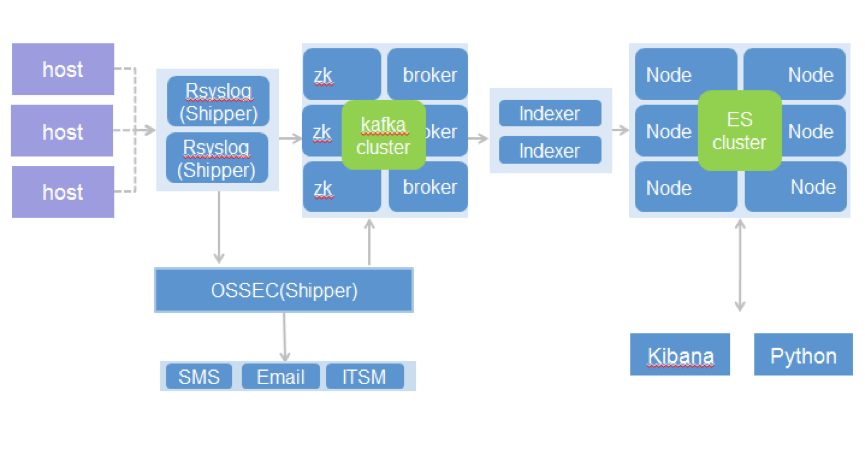 host
host
host
Rsyslog
(Shipper)
Rsyslog
(Shipper)
zk
broker
zk
oker
zk
broker
kafka
cluster
Indexer
Indexer
Node
Node
Node
Node
Node
Node
ES
cluster
OSSEC(Shipper)
SMS
Email
ITSM
Kibana
Python